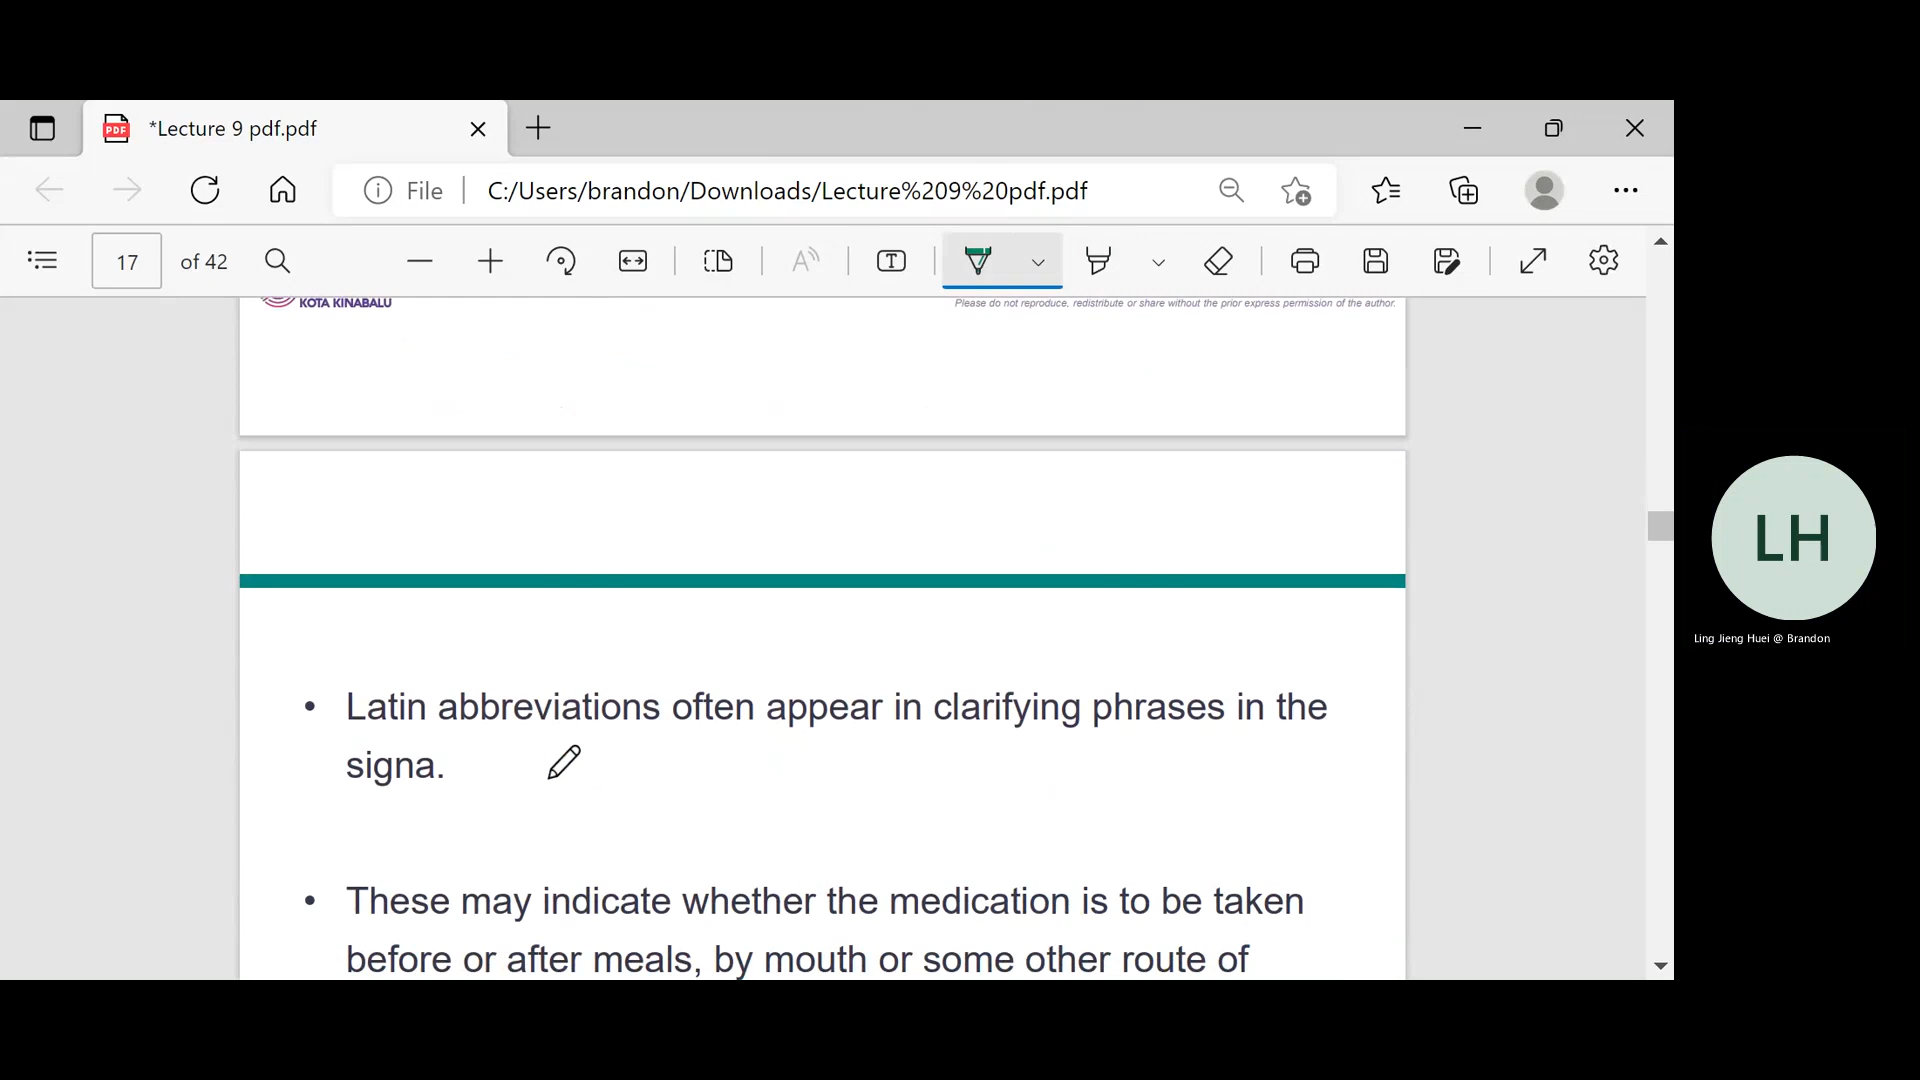 *Lecture 9 pdf.pdf
File
C:/Users/brandon/Downloads/Lecture%209%20pdf.pdf
17 of 42
KOTA KINABALU
Please do not reproduce, redistribute or share without the prior express permission of the author.
• Latin abbreviations often appear in clarifying phrases in the
signa.
• These may indicate whether the medication is to be taken
before or after meals, by mouth or some other route of
LH
Ling Jieng Huei @ Brandon